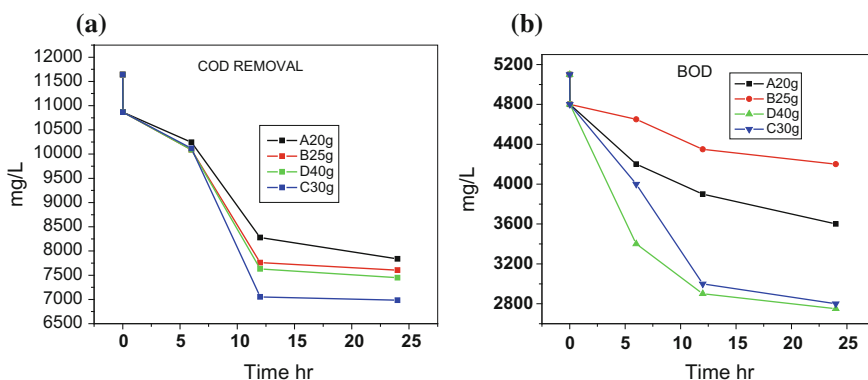 (a)
COD REMOVAL
12000
11500
11000
10500
10000
9500
9000
8500
8000
7500
7000
6500
mg/L
A20g
B25g
D40g
C30g
0 5 10 15 20 25
Time hr
(b)
BOD
5200
4800
4400
4000
3600
3200
2800
mg/L
A20g
B25g
D40g
C30g
0 5 10 15 20 25
Time hr